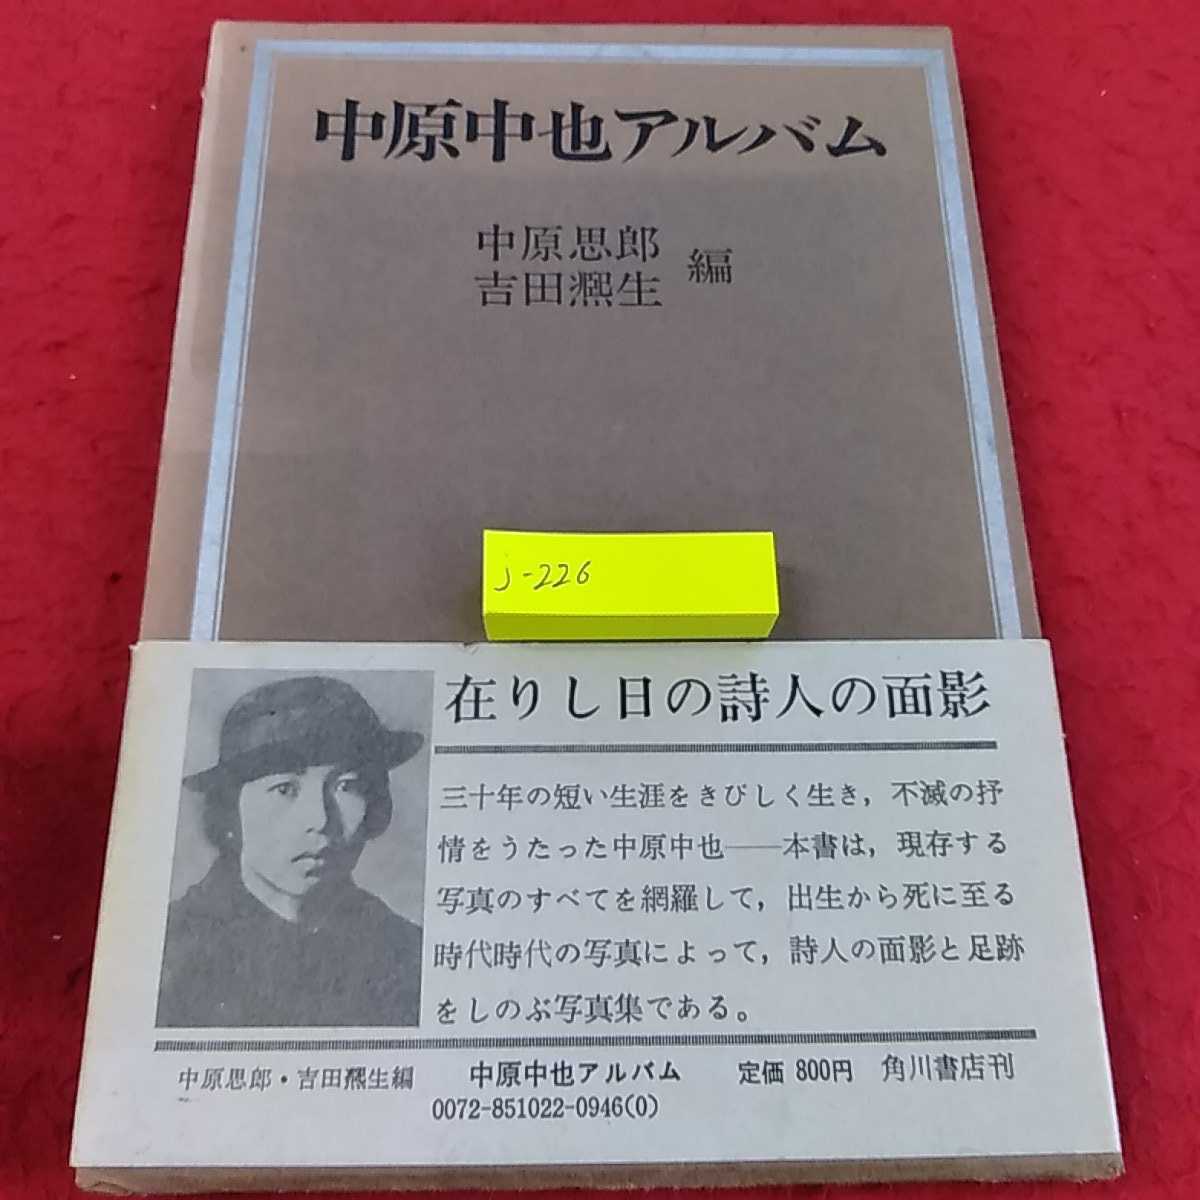 中原中也アルバム
中原思郎
吉田凞生
編
j-226
在りし日の詩人の面影
三十年の短い生涯をきびしく生き，不滅の抒
情をうたった中原中也――本書は，現存する
写真のすべてを網羅して，出生から死に至る
時代時代の写真によって，詩人の面影と足跡
をしのぶ写真集である。
中原思郎・吉田凞生編
中原中也アルバム
定価 800円
角川書店刊
0072-851022-0946(0)